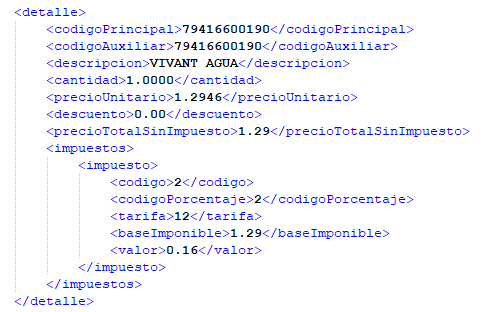 <detalle>
<codigoPrincipal>79416600190</codigoPrincipal>
<codigoAuxiliar>79416600190</codigoAuxiliar>
<descripcion>VIVANT AGUA</descripcion>
<cantidad>1.0000</cantidad>
<precioUnitario>1.2946</precioUnitario>
<descuento>0.00</descuento>
<precioTotalSinImpuesto>1.29</precioTotalSinImpuesto>
<impuestos>
<impuesto>
<codigo>2</codigo>
<codigoPorcentaje>2</codigoPorcentaje>
<tarifa>12</tarifa>
<baseImponible>1.29</baseImponible>
<valor>0.16</valor>
</impuesto>
</impuestos>
</detalle>